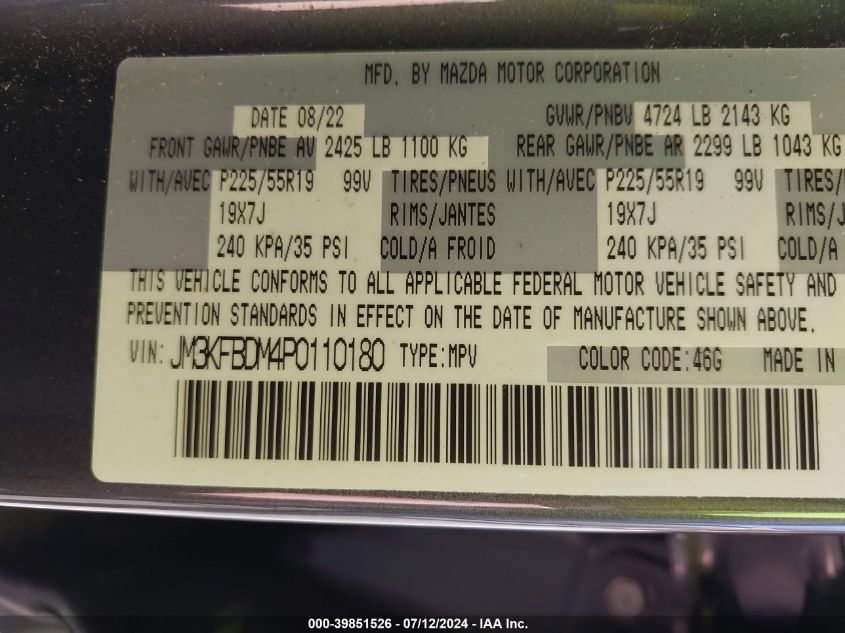 MFD. BY MAZDA MOTOR CORPORATION
DATE 08/22 GVWR/PNBV 4724 LB 2143 KG
FRONT GAWR/PNBE AV 2425 LB 1100 KG REAR GAWR/PNBE AR 2299 LB 1043 KG
WITH/AVEC P225/55R19 99V TIRES/PNEUS WITH/AVEC P225/55R19 99V TIRES/
19X7J RIMS/JANTES 19X7J RIMS/J
240 KPA/35 PSI COLD/A FROID 240 KPA/35 PSI COLD/A
THIS VEHICLE CONFORMS TO ALL APPLICABLE FEDERAL MOTOR VEHICLE SAFETY AND
PREVENTION STANDARDS IN EFFECT ON THE DATE OF MANUFACTURE SHOWN ABOVE.
VIN: JM3KFBDM4P0110180 TYPE:MPV COLOR CODE:46G MADE IN
000-39851526 - 07/12/2024 - IAA Inc.